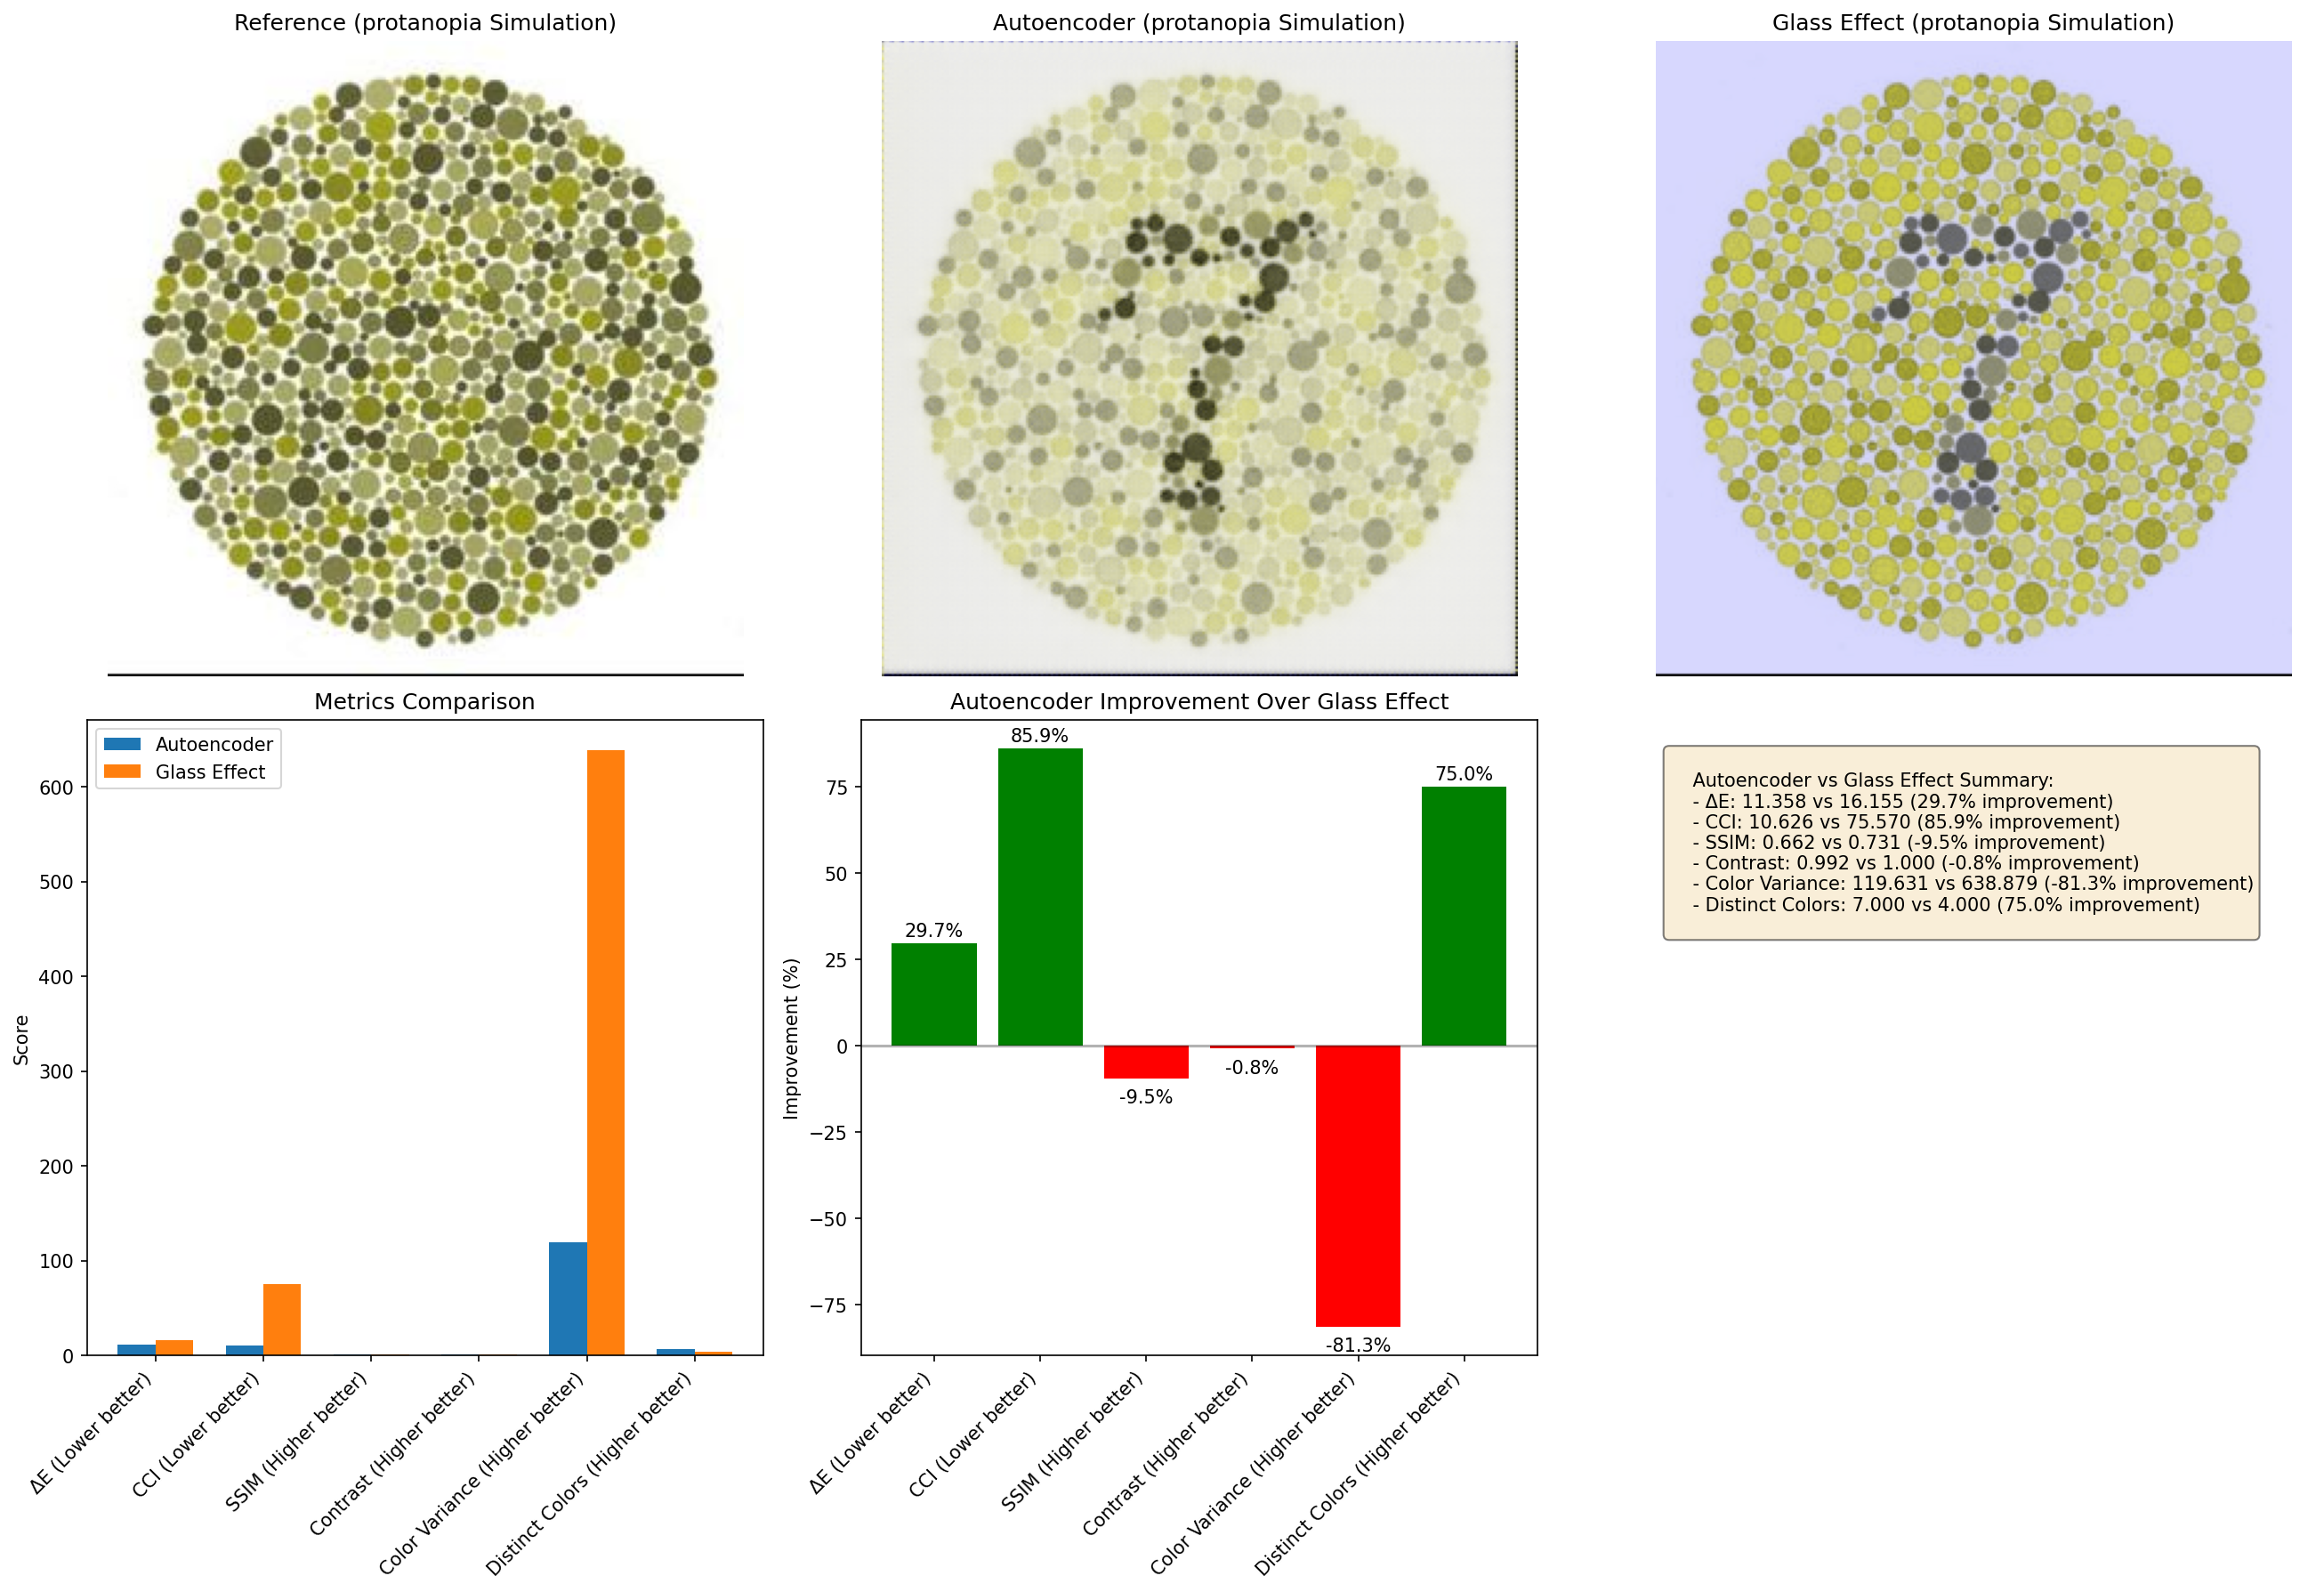 Reference (protanopia Simulation)
Autoencoder (protanopia Simulation)
Glass Effect (protanopia Simulation)
7
7
Metrics Comparison
Autoencoder
Glass Effect
Score
600
500
400
300
200
100
0
ΔE (Lower better)
CCI (Lower better)
SSIM (Higher better)
Contrast (Higher better)
Color Variance (Higher better)
Distinct Colors (Higher better)
Autoencoder Improvement Over Glass Effect
Improvement (%)
75
50
25
0
−25
−50
−75
29.7%
85.9%
-9.5%
-0.8%
-81.3%
75.0%
ΔE (Lower better)
CCI (Lower better)
SSIM (Higher better)
Contrast (Higher better)
Color Variance (Higher better)
Distinct Colors (Higher better)
Autoencoder vs Glass Effect Summary:
- ΔE: 11.358 vs 16.155 (29.7% improvement)
- CCI: 10.626 vs 75.570 (85.9% improvement)
- SSIM: 0.662 vs 0.731 (-9.5% improvement)
- Contrast: 0.992 vs 1.000 (-0.8% improvement)
- Color Variance: 119.631 vs 638.879 (-81.3% improvement)
- Distinct Colors: 7.000 vs 4.000 (75.0% improvement)